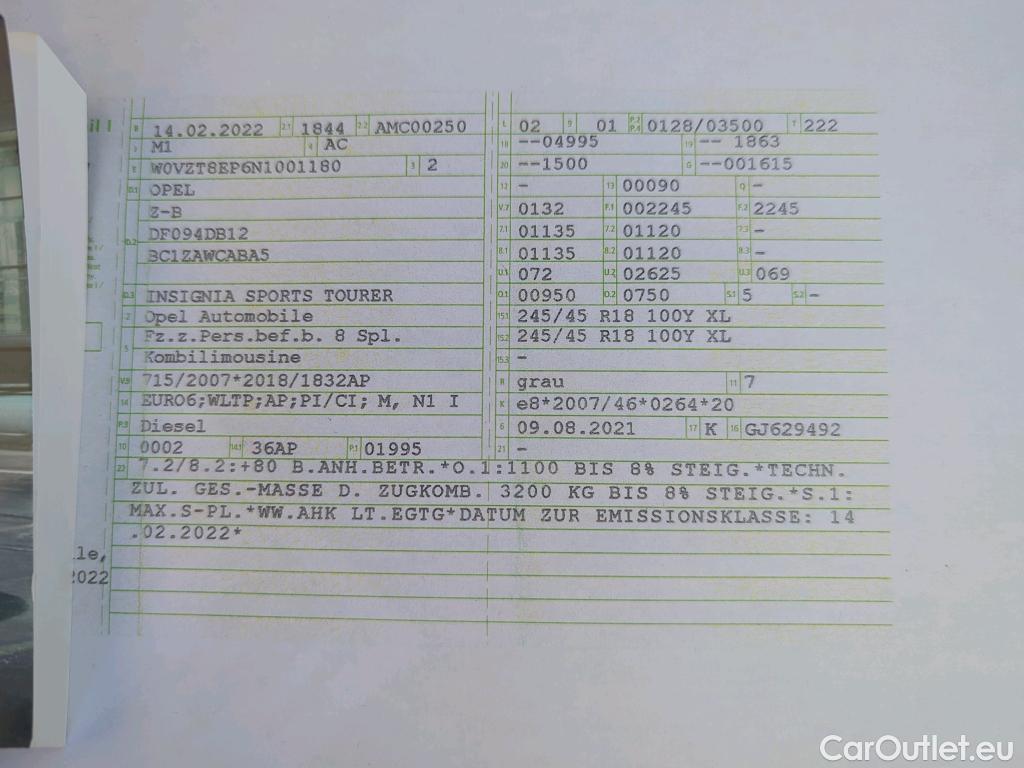 il I
B 14.02.2022 2.1 1844 2.2 AMC00250
J M1 4 AC
E W0VZT8EP6N1001180 3 2
D.1 OPEL
Z-B
D.2 DF094DB12
BC1ZAWCABA5
D.3 INSIGNIA SPORTS TOURER
2 Opel Automobile
5 Fz.z.Pers.bef.b. 8 Spl.
Kombilimousine
V.9 715/2007*2018/1832AP
14 EURO6;WLTP;AP;PI/CI; M, N1 I
P.3 Diesel
10 0002 14.1 36AP P.1 01995
L 02 9 01 P.2 P.4 0128/03500 T 222
18 --04995 19 -- 1863
20 --1500 G --001615
12 - 13 00090 Q -
V.7 0132 F.1 002245 F.2 2245
7.1 01135 7.2 01120 7.3 -
8.1 01135 8.2 01120 8.3 -
U.1 072 U.2 02625 U.3 069
O.1 00950 O.2 0750 S.1 5 S.2 -
15.1 245/45 R18 100Y XL
15.2 245/45 R18 100Y XL
15.3 -
R grau 11 7
K e8*2007/46*0264*20
6 09.08.2021 17 K 16 GJ629492
21 -
22 7.2/8.2:+80 B.ANH.BETR.*O.1:1100 BIS 8% STEIG.*TECHN.
ZUL. GES.-MASSE D. ZUGKOMB. 3200 KG BIS 8% STEIG.*S.1:
MAX.S-PL.*WW.AHK LT.EGTG*DATUM ZUR EMISSIONSKLASSE: 14
.02.2022*
le,
2022
CarOutlet.eu